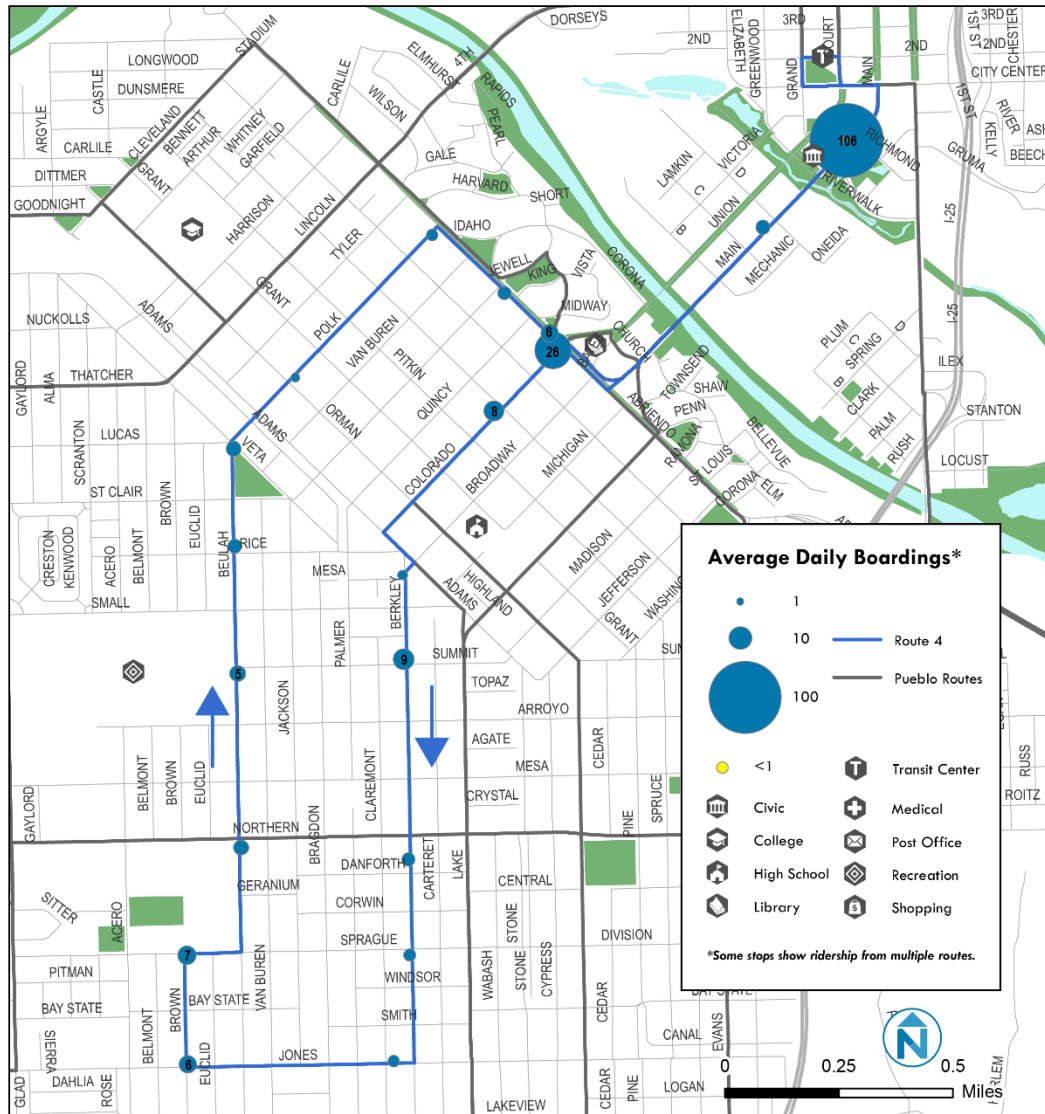 DORSEYS
3RD
3RD
2ND
2ND
2ND
1ST ST
CHESTER
CITY CENTER
ELIZABETH
GREENWOOD
GRAND
COURT
MAIN
1ST ST
RIVER
KELLY
ASH
BEECH
LONGWOOD
STADIUM
CASTLE
DUNSMERE
ARGYLE
CARLILE
CARLILE
ELMHURST
4TH
WILSON
RAPIDS
PEARL
CLEVELAND
BENNETT
ARTHUR
WHITNEY
GARFIELD
DITTMER
GOODNIGHT
GRANT
HARRISON
LINCOLN
TYLER
GALE
HARVARD
SHORT
IDAHO
JEWELL
KING
VISTA
MIDWAY
CORONA
LAMKIN
C
B
VICTORIA
D
UNION
MAIN
MECHANIC
ONEIDA
106
RICHMOND
RIVERWALK
GRUMA
I-25
I-25
NUCKOLLS
ADAMS
GRANT
POLK
VAN BUREN
PITKIN
QUINCY
6
26
CHURCH
TOWNSEND
SHAW
PENN
ABRIENDO
RAMONA
ST LOUIS
BELLEVUE
CORONA
ELM
PLUM
C
D
SPRING
B
CLARK
PALM
RUSH
ILEX
STANTON
LOCUST
GAYLORD
ALMA
THATCHER
SCRANTON
LUCAS
ADAMS
VETA
ORMAN
COLORADO
8
BROADWAY
MICHIGAN
ST CLAIR
BROWN
EUCLID
CRESTON
KENWOOD
ACERO
BELMONT
BEULAH
RICE
MESA
SMALL
BERKLEY
PALMER
ADAMS
HIGHLAND
MADISON
JEFFERSON
WASHING
GRANT
SUMMIT
9
5
JACKSON
TOPAZ
ARROYO
AGATE
MESA
CRYSTAL
CEDAR
PINE
SPRUCE
RUSS
ROITZ
GAYLORD
BELMONT
BROWN
EUCLID
CLAREMONT
NORTHERN
BRAGDON
DANFORTH
CARTERET
LAKE
GERANIUM
CORWIN
CENTRAL
SITTER
ACERO
SPRAGUE
WABASH
STONE
STONE
CYPRESS
DIVISION
7
PITMAN
BAY STATE
BROWN
BAY STATE
VAN BUREN
WINDSOR
SMITH
BELMONT
SIERRA
6
EUCLID
JONES
GLAD
DAHLIA
ROSE
LAKEVIEW
CEDAR
CEDAR
PINE
CANAL
EVANS
LOGAN
BAY STATE
HARLEM
Average Daily Boardings*
1
10
100
<1
Route 4
Pueblo Routes
Civic
College
High School
Library
T
Transit Center
Medical
Post Office
Recreation
Shopping
*Some stops show ridership from multiple routes.
N
0 0.25 0.5
Miles